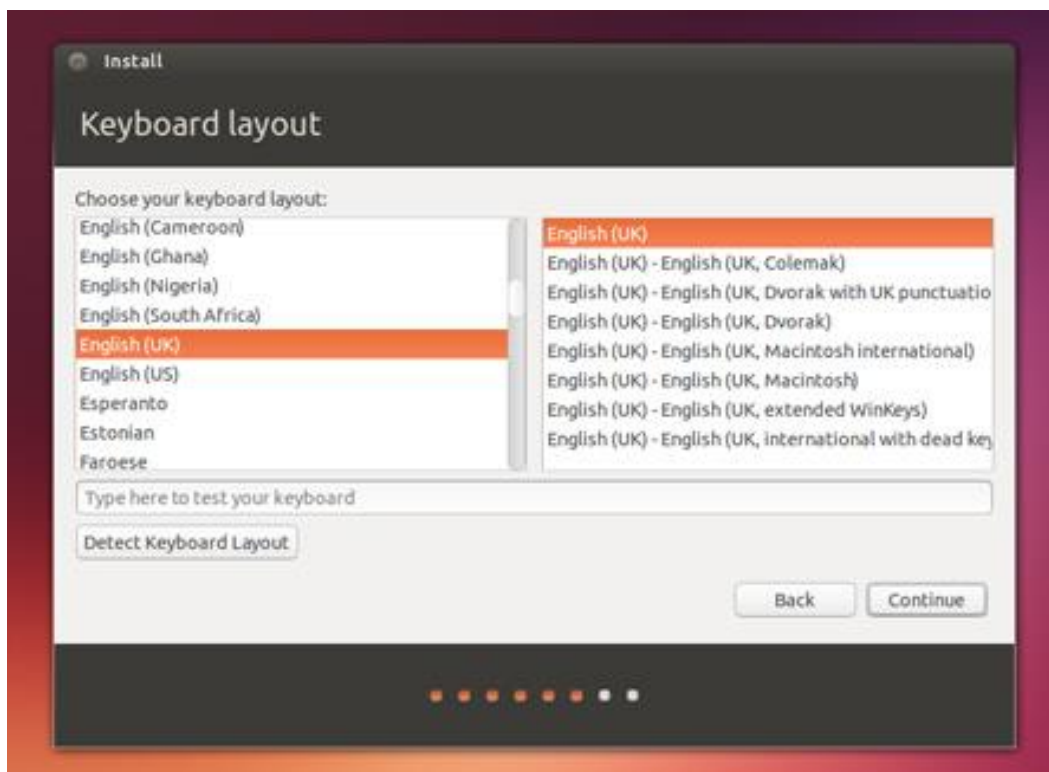 Install
Keyboard layout
Choose your keyboard layout:
English (Cameroon)
English (Ghana)
English (Nigeria)
English (South Africa)
English (UK)
English (US)
Esperanto
Estonian
Faroese
English (UK)
English (UK) - English (UK, Colemak)
English (UK) - English (UK, Dvorak with UK punctuatio
English (UK) - English (UK, Dvorak)
English (UK) - English (UK, Macintosh international)
English (UK) - English (UK, Macintosh)
English (UK) - English (UK, extended WinKeys)
English (UK) - English (UK, international with dead key
Type here to test your keyboard
Detect Keyboard Layout
Back
Continue